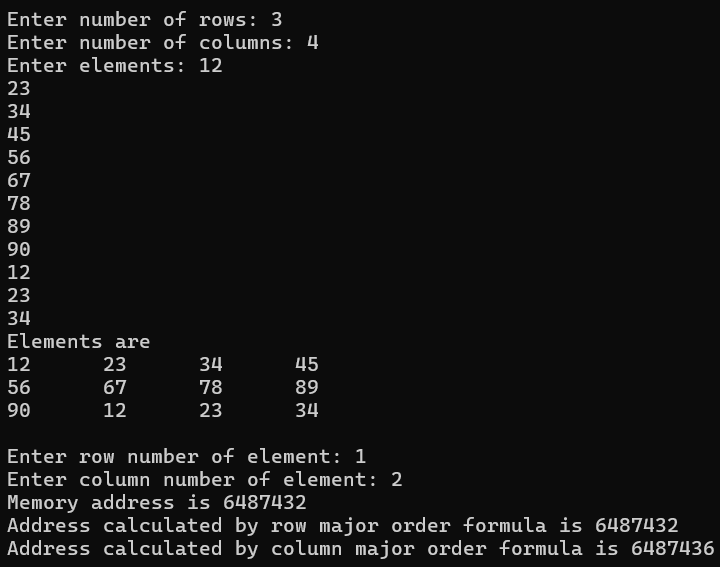 Enter number of rows: 3
Enter number of columns: 4
Enter elements: 12
23
34
45
56
67
78
89
90
12
23
34
Elements are
12 23 34 45
56 67 78 89
90 12 23 34
Enter row number of element: 1
Enter column number of element: 2
Memory address is 6487432
Address calculated by row major order formula is 6487432
Address calculated by column major order formula is 6487436